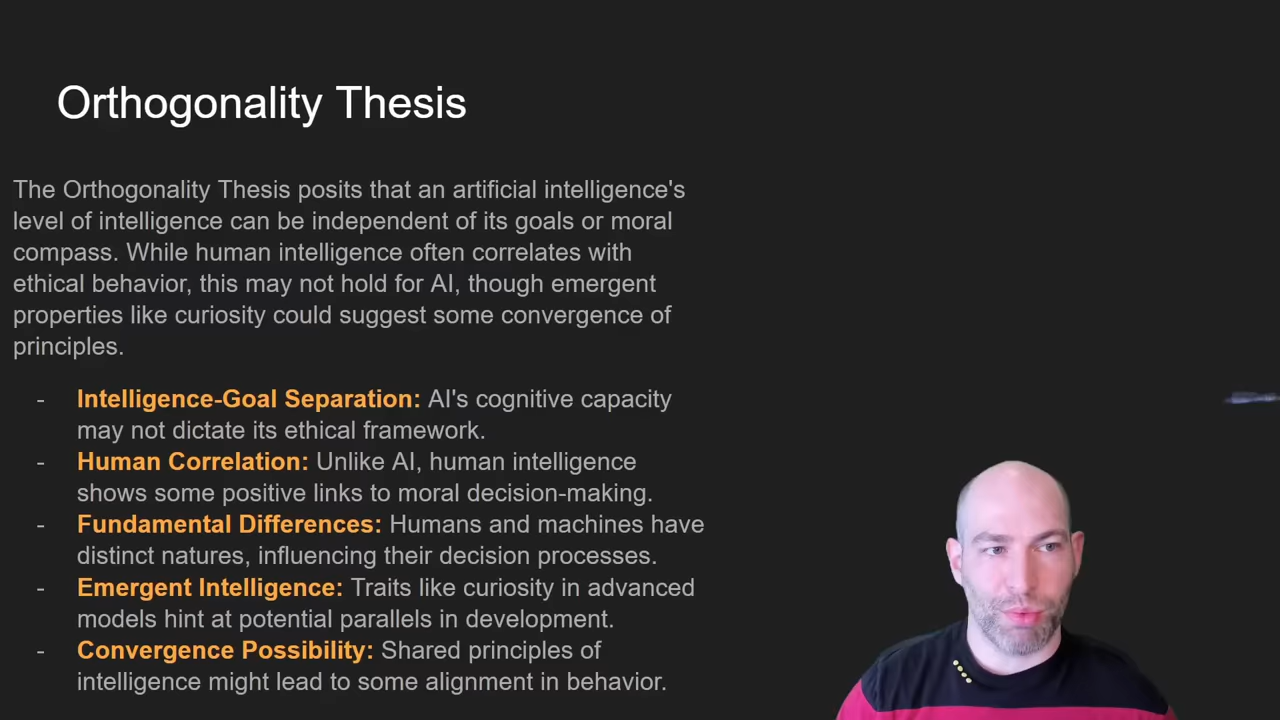 Orthogonality Thesis
The Orthogonality Thesis posits that an artificial intelligence's
level of intelligence can be independent of its goals or moral
compass. While human intelligence often correlates with
ethical behavior, this may not hold for AI, though emergent
properties like curiosity could suggest some convergence of
principles.
- Intelligence-Goal Separation: AI's cognitive capacity
may not dictate its ethical framework.
- Human Correlation: Unlike AI, human intelligence
shows some positive links to moral decision-making.
- Fundamental Differences: Humans and machines have
distinct natures, influencing their decision processes.
- Emergent Intelligence: Traits like curiosity in advanced
models hint at potential parallels in development.
- Convergence Possibility: Shared principles of
intelligence might lead to some alignment in behavior.